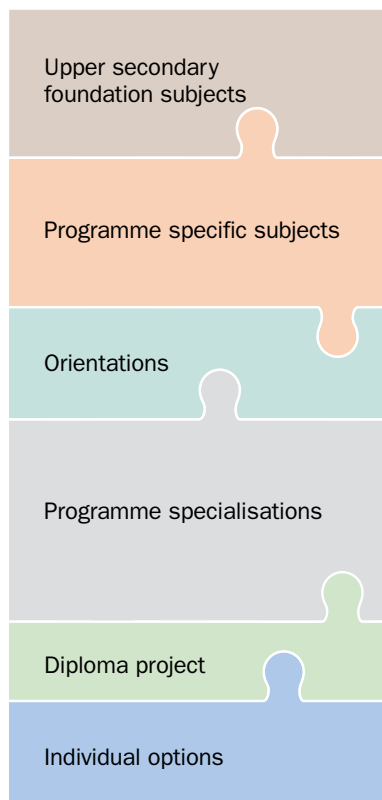 Upper secondary
foundation subjects
Programme specific subjects
Orientations
Programme specialisations
Diploma project
Individual options